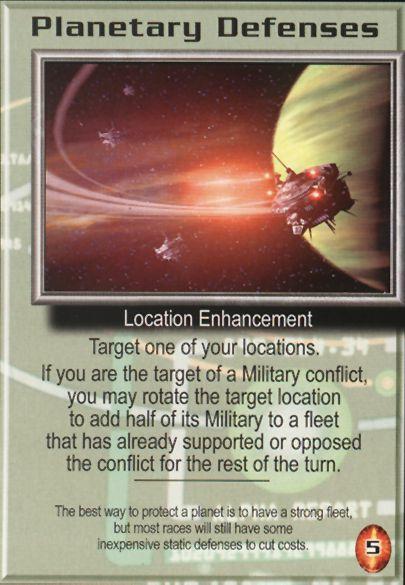 Planetary Defenses
Location Enhancement
Target one of your locations.
If you are the target of a Military conflict,
you may rotate the target location
to add half of its Military to a fleet
that has already supported or opposed
the conflict for the rest of the turn.
The best way to protect a planet is to have a strong fleet,
but most races will still have some
inexpensive static defenses to cut costs.
5